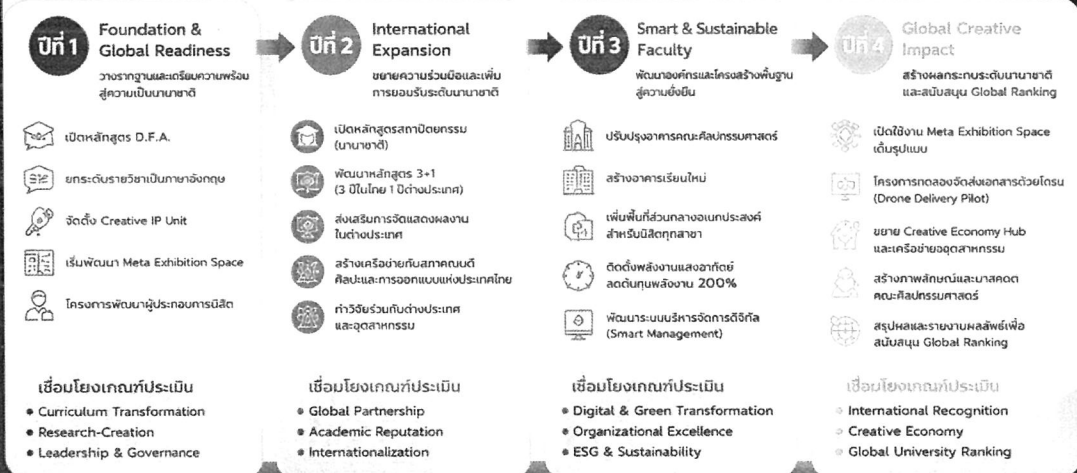 ปีที่ 1
Foundation &
Global Readiness
วางรากฐานและเตรียมความพร้อม
สู่ความเป็นนานาชาติ
เปิดหลักสูตร D.F.A.
ยกระดับรายวิชาเป็นภาษาอังกฤษ
จัดตั้ง Creative IP Unit
เริ่มพัฒนา Meta Exhibition Space
โครงการพัฒนาผู้ประกอบการนิสิต
เชื่อมโยงเกณฑ์ประเมิน
• Curriculum Transformation
• Research-Creation
• Leadership & Governance
ปีที่ 2
International
Expansion
ขยายความร่วมมือและเพิ่ม
การยอมรับระดับนานาชาติ
เปิดหลักสูตรสถาปัตยกรรม
(นานาชาติ)
พัฒนาหลักสูตร 3+1
(3 ปีในไทย 1 ปีต่างประเทศ)
ส่งเสริมการจัดแสดงผลงาน
ในต่างประเทศ
สร้างเครือข่ายกับสภาคณบดี
ศิลปะและการออกแบบแห่งประเทศไทย
ทำวิจัยร่วมกับต่างประเทศ
และอุตสาหกรรม
เชื่อมโยงเกณฑ์ประเมิน
• Global Partnership
• Academic Reputation
• Internationalization
ปีที่ 3
Smart & Sustainable
Faculty
พัฒนาองค์กรและโครงสร้างพื้นฐาน
สู่ความยั่งยืน
ปรับปรุงอาคารคณะศิลปกรรมศาสตร์
สร้างอาคารเรียนใหม่
เพิ่มพื้นที่ส่วนกลางอเนกประสงค์
สำหรับนิสิตทุกสาขา
ติดตั้งพลังงานแสงอาทิตย์
ลดต้นทุนพลังงาน 200%
พัฒนาระบบบริหารจัดการดิจิทัล
(Smart Management)
เชื่อมโยงเกณฑ์ประเมิน
• Digital & Green Transformation
• Organizational Excellence
• ESG & Sustainability
ปีที่ 4
Global Creative
Impact
สร้างผลกระทบระดับนานาชาติ
และสนับสนุน Global Ranking
เปิดใช้งาน Meta Exhibition Space
เต็มรูปแบบ
โครงการทดลองจัดส่งเอกสารด้วยโดรน
(Drone Delivery Pilot)
ขยาย Creative Economy Hub
และเครือข่ายอุตสาหกรรม
สร้างภาพลักษณ์และมาสคอต
คณะศิลปกรรมศาสตร์
สรุปผลและรายงานผลลัพธ์เพื่อ
สนับสนุน Global Ranking
เชื่อมโยงเกณฑ์ประเมิน
• International Recognition
• Creative Economy
• Global University Ranking